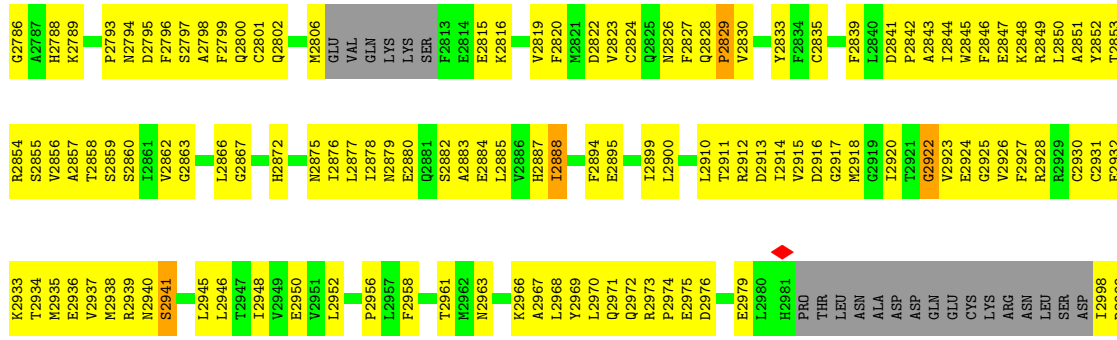 G2786 A2787 H2788 K2789 P2793 N2794 D2795 F2796 S2797 A2798 F2799 Q2800 C2801 Q2802 M2806 GLU VAL GLN LYS LYS SER F2813 E2814 E2815 K2816 V2819 F2820 M2821 D2822 V2823 C2824 Q2825 N2826 F2827 Q2828 P2829 V2830 Y2833 F2834 C2835 F2839 L2840 D2841 P2842 A2843 I2844 W2845 F2846 E2847 K2848 R2849 L2850 A2851 Y2852 T2853
R2854 S2855 V2856 A2857 T2858 S2859 S2860 I2861 V2862 G2863 L2866 G2867 H2872 N2875 I2876 L2877 I2878 N2879 E2880 Q2881 S2882 A2883 E2884 L2885 V2886 H2887 I2888 F2894 E2895 I2899 L2900 L2910 T2911 R2912 D2913 I2914 V2915 D2916 G2917 M2918 G2919 I2920 T2921 G2922 V2923 E2924 G2925 V2926 F2927 R2928 R2929 C2930 C2931 E2932
K2933 T2934 M2935 E2936 V2937 M2938 R2939 N2940 S2941 L2945 L2946 T2947 I2948 V2949 E2950 V2951 L2952 P2956 L2957 F2958 T2961 M2962 N2963 K2966 A2967 L2968 Y2969 L2970 Q2971 Q2972 R2973 P2974 E2975 D2976 E2979 L2980 H2981 PRO THR LEU ASN ALA ASP ASP GLN GLU CYS LYS ARG ASN LEU SER ASP I2998